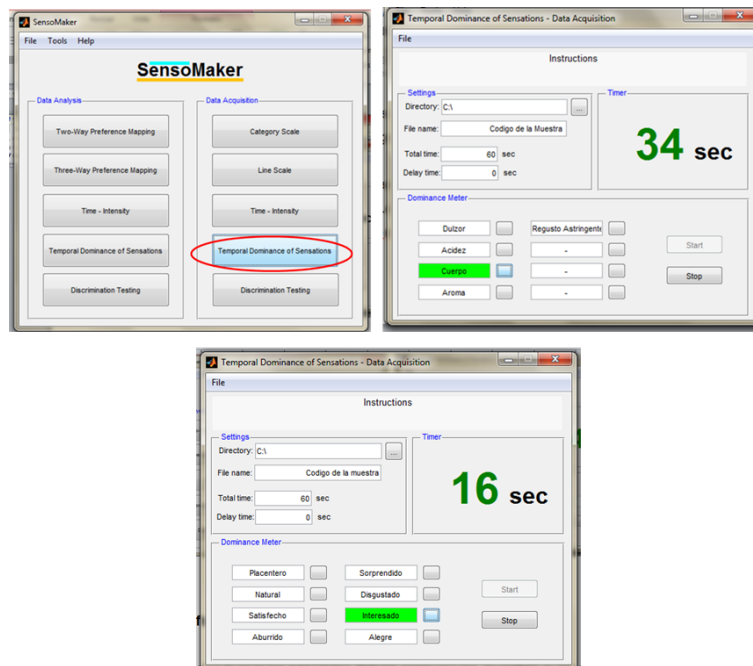 SensoMaker
File Tools Help
SensoMaker
Data Analysis
Two-Way Preference Mapping
Three-Way Preference Mapping
Time - Intensity
Temporal Dominance of Sensations
Discrimination Testing
Data Acquisition
Category Scale
Line Scale
Time - Intensity
Temporal Dominance of Sensations
Discrimination Testing
Temporal Dominance of Sensations - Data Acquisition
File
Instructions
Settings
Directory: C:\ ...
File name: Codigo de la Muestra
Total time: 60 sec
Delay time: 0 sec
Timer
34 sec
Dominance Meter
Dulzor Regusto Astringente
Acidez -
Cuerpo -
Aroma -
Start
Stop
Temporal Dominance of Sensations - Data Acquisition
File
Instructions
Settings
Directory: C:\ ...
File name: Codigo de la muestra
Total time: 60 sec
Delay time: 0 sec
Timer
16 sec
Dominance Meter
Placentero Sorprendido
Natural Disgustado
Satisfecho Interesado
Aburrido Alegre
Start
Stop